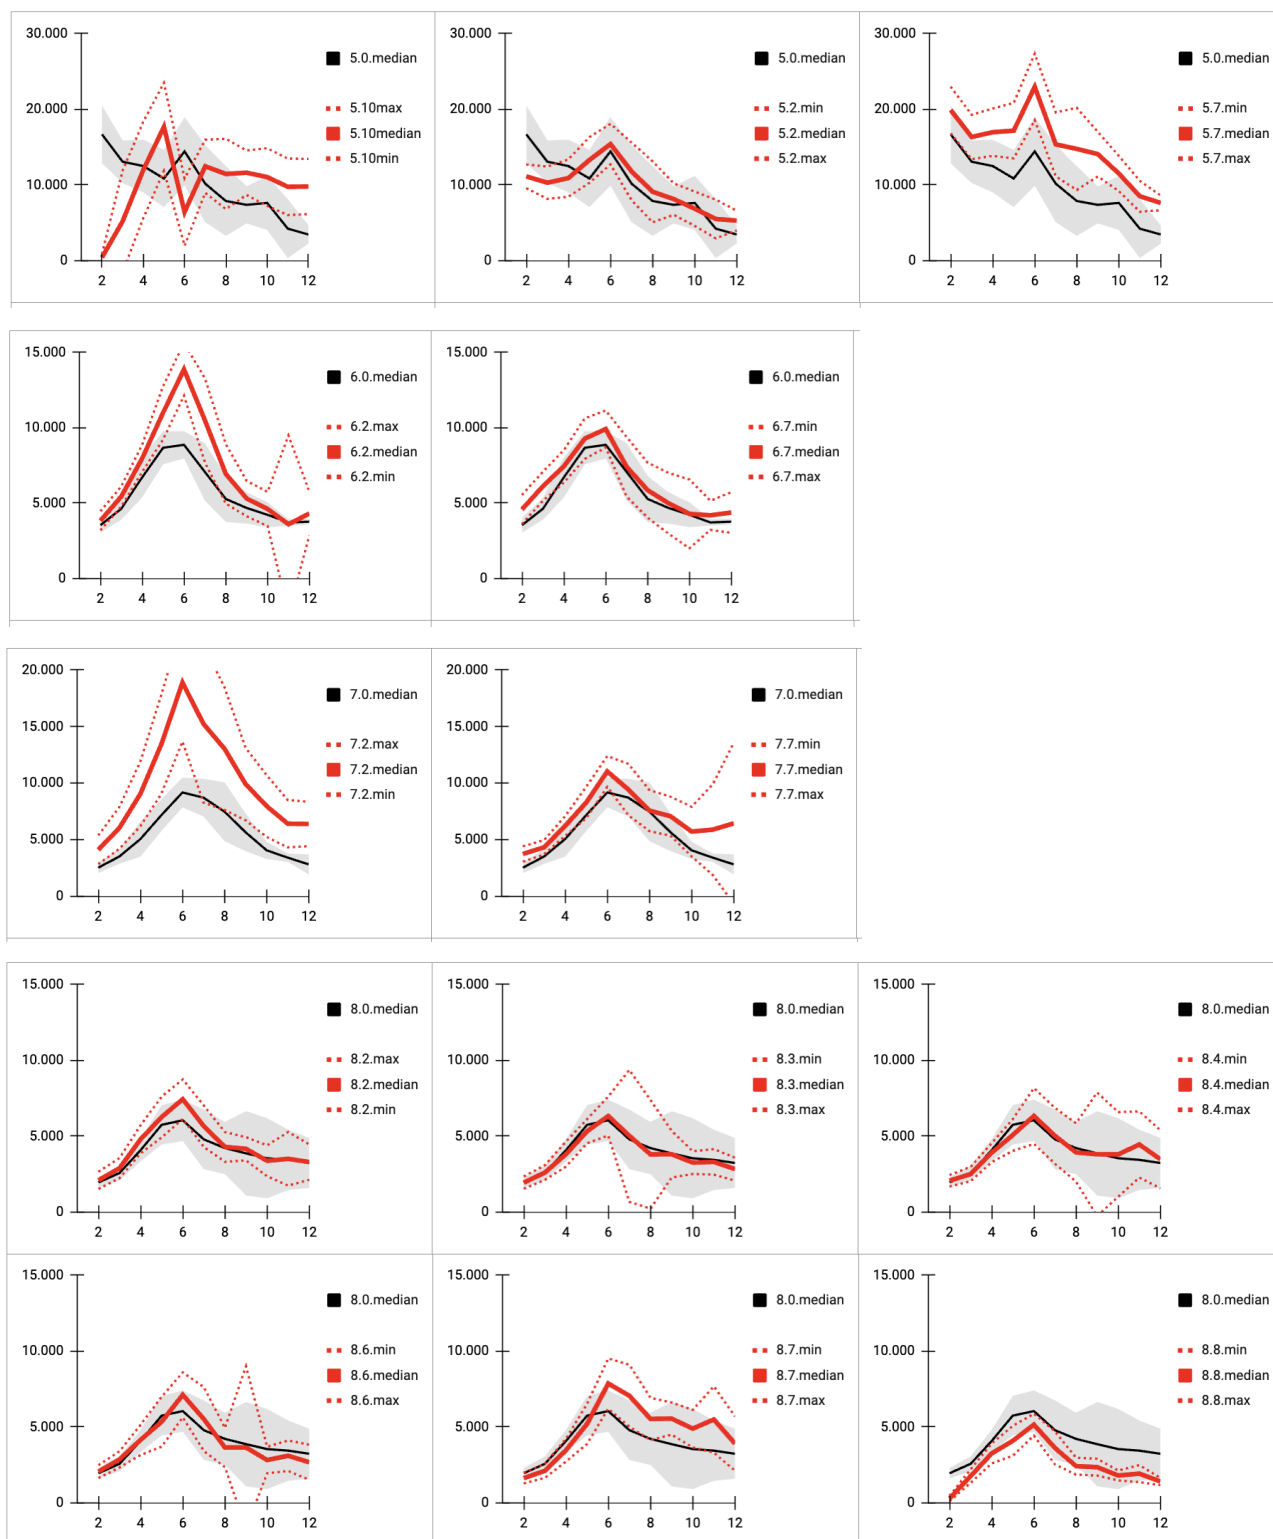 30.000
20.000
10.000
0
2 4 6 8 10 12
5.0.median
5.10max
5.10median
5.10min
30.000
20.000
10.000
0
2 4 6 8 10 12
5.0.median
5.2.min
5.2.median
5.2.max
30.000
20.000
10.000
0
2 4 6 8 10 12
5.0.median
5.7.min
5.7.median
5.7.max
15.000
10.000
5.000
0
2 4 6 8 10 12
6.0.median
6.2.max
6.2.median
6.2.min
15.000
10.000
5.000
0
2 4 6 8 10 12
6.0.median
6.7.min
6.7.median
6.7.max
20.000
15.000
10.000
5.000
0
2 4 6 8 10 12
7.0.median
7.2.max
7.2.median
7.2.min
20.000
15.000
10.000
5.000
0
2 4 6 8 10 12
7.0.median
7.7.min
7.7.median
7.7.max
15.000
10.000
5.000
0
2 4 6 8 10 12
8.0.median
8.2.max
8.2.median
8.2.min
15.000
10.000
5.000
0
2 4 6 8 10 12
8.0.median
8.3.min
8.3.median
8.3.max
15.000
10.000
5.000
0
2 4 6 8 10 12
8.0.median
8.4.min
8.4.median
8.4.max
15.000
10.000
5.000
0
2 4 6 8 10 12
8.0.median
8.6.min
8.6.median
8.6.max
15.000
10.000
5.000
0
2 4 6 8 10 12
8.0.median
8.7.min
8.7.median
8.7.max
15.000
10.000
5.000
0
2 4 6 8 10 12
8.0.median
8.8.min
8.8.median
8.8.max